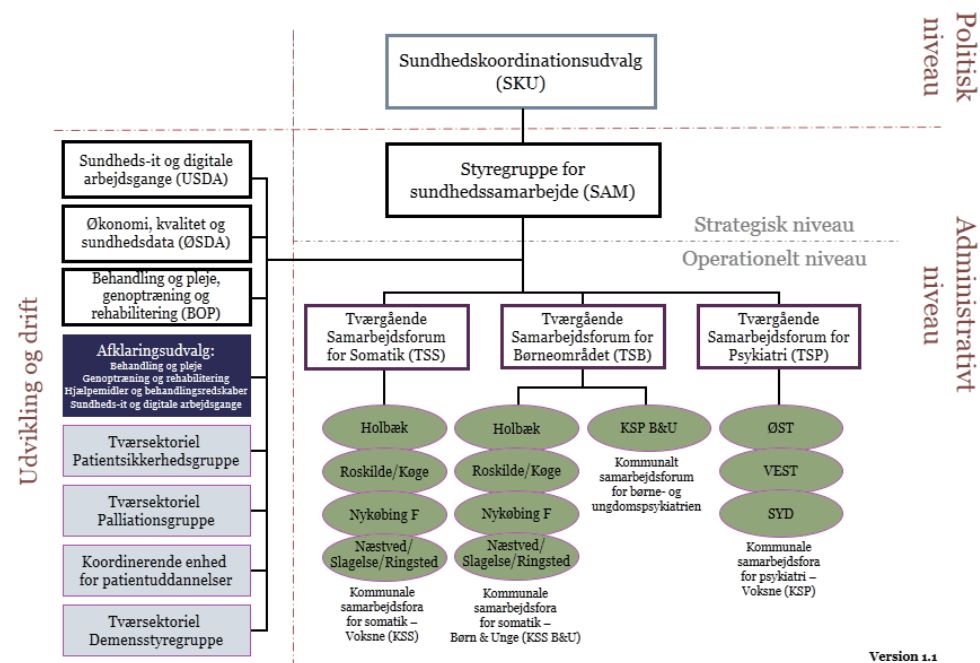 Politisk
niveau
Sundhedskoordinationsudvalg
(SKU)
Styregruppe for
sundhedssamarbejde (SAM)
Strategisk niveau
Operationelt niveau
Administrativt
niveau
Udvikling og drift
Sundheds-it og digitale
arbejdsgange (USDA)
Økonomi, kvalitet og
sundhedsdata (ØSDA)
Behandling og pleje,
genoptræning og
rehabilitering (BOP)
Afklaringsudvalg:
Behandling og pleje
Genoptræning og rehabilitering
Hjælpemidler og behandlingsredskaber
Sundheds-it og digitale arbejdsgange
Tværsektoriel
Patientsikkerhedsgruppe
Tværsektoriel
Palliationsgruppe
Koordinerende enhed
for patientuddannelser
Tværsektoriel
Demensstyregruppe
Tværgående
Samarbejdsforum
for Somatik (TSS)
Holbæk
Roskilde/Køge
Nykøbing F
Næstved/
Slagelse/Ringsted
Kommunale
samarbejdsfora
for somatik –
Voksne (KSS)
Tværgående
Samarbejdsforum for
Børneområdet (TSB)
Holbæk
Roskilde/Køge
Nykøbing F
Næstved/
Slagelse/Ringsted
Kommunale
samarbejdsfora
for somatik –
Børn & Unge (KSS B&U)
KSP B&U
Kommunalt
samarbejdsforum
for børne- og
ungdomspsykiatrien
Tværgående
Samarbejdsforum for
Psykiatri (TSP)
ØST
VEST
SYD
Kommunale
samarbejdsfora
for psykiatri –
Voksne (KSP)
Version 1.1